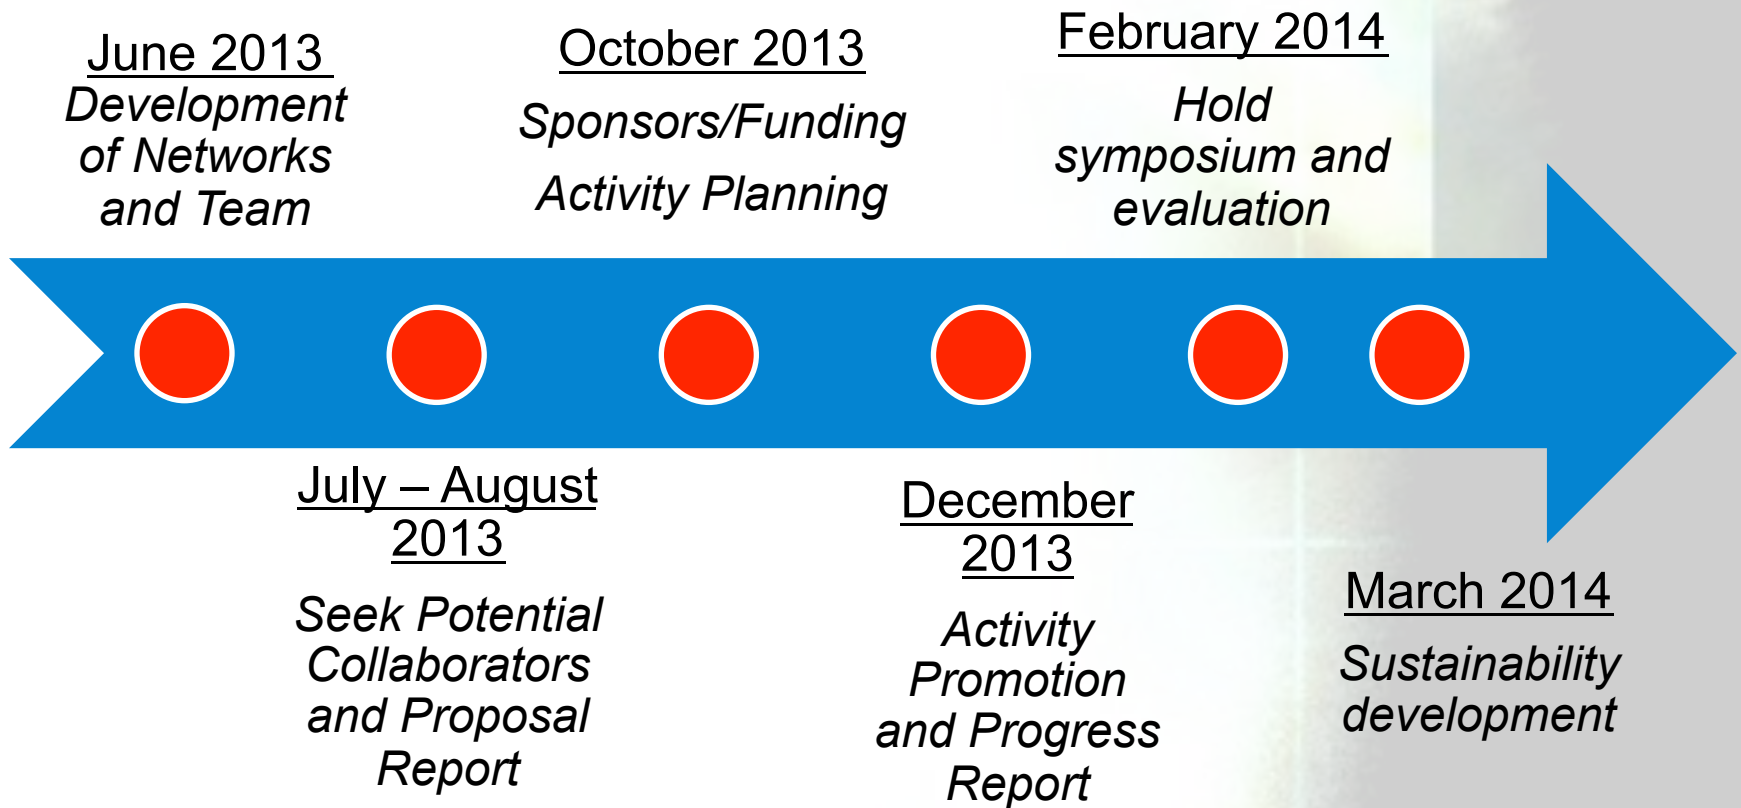 June 2013
Development
of Networks
and Team
July – August
2013
Seek Potential
Collaborators
and Proposal
Report
October 2013
Sponsors/Funding
Activity Planning
December
2013
Activity
Promotion
and Progress
Report
February 2014
Hold
symposium and
evaluation
March 2014
Sustainability
development